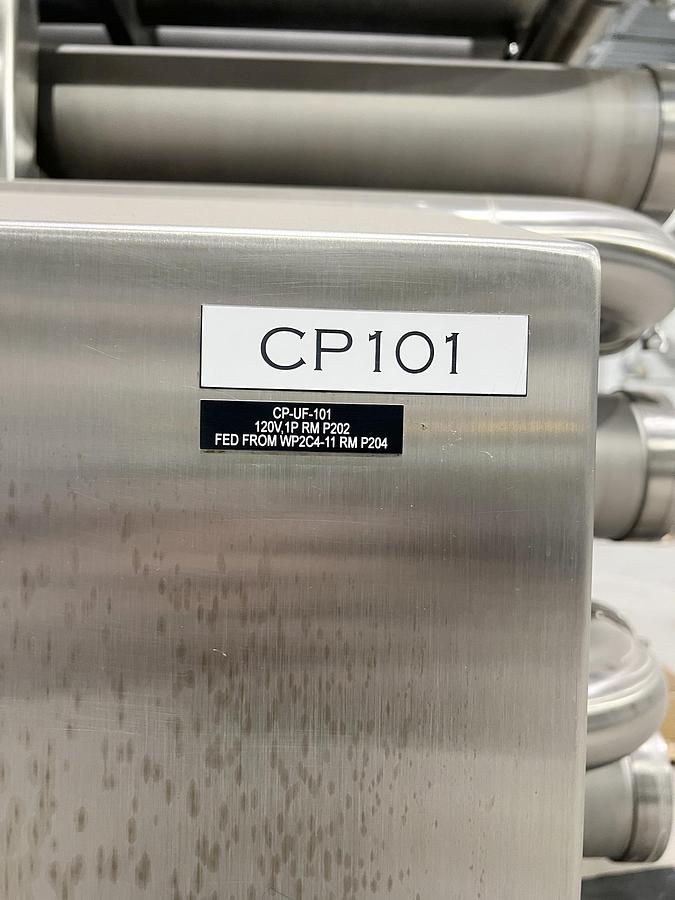 CP101
CP-UF-101
120V,1P RM P202
FED FROM WP2C4-11 RM P204